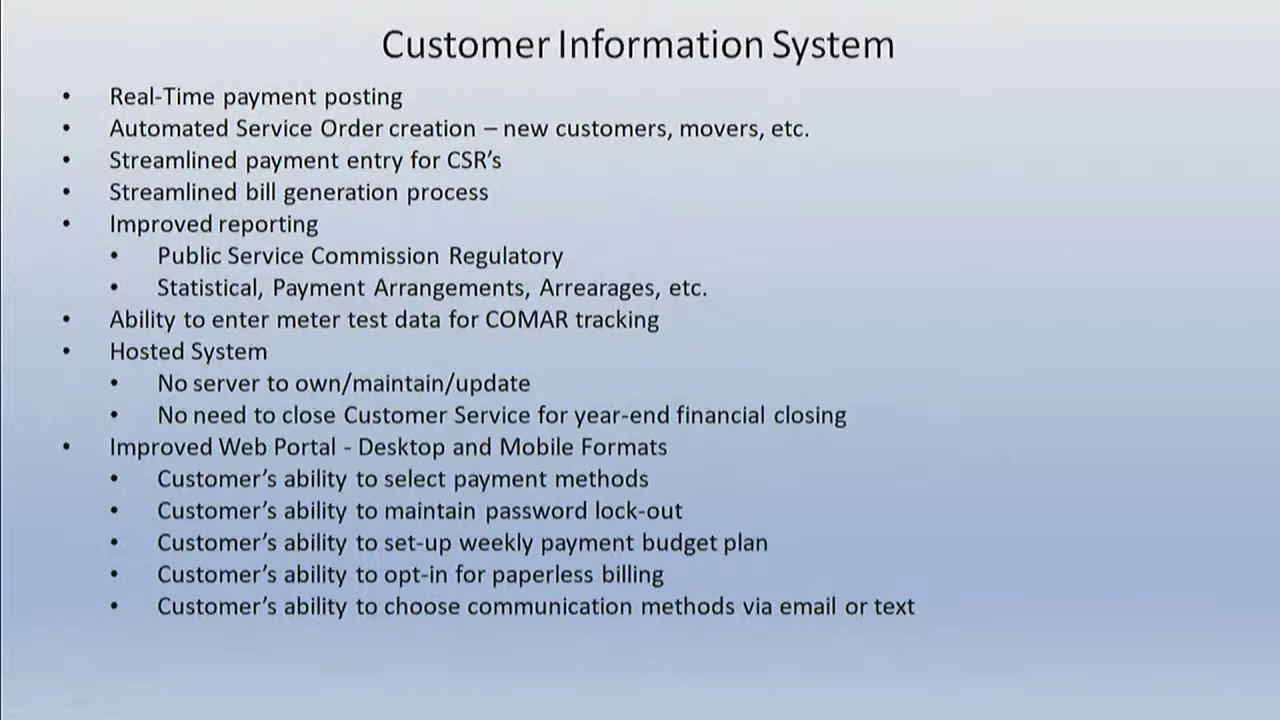 Customer Information System
• Real-Time payment posting
• Automated Service Order creation – new customers, movers, etc.
• Streamlined payment entry for CSR’s
• Streamlined bill generation process
• Improved reporting
• Public Service Commission Regulatory
• Statistical, Payment Arrangements, Arrearages, etc.
• Ability to enter meter test data for COMAR tracking
• Hosted System
• No server to own/maintain/update
• No need to close Customer Service for year-end financial closing
• Improved Web Portal - Desktop and Mobile Formats
• Customer’s ability to select payment methods
• Customer’s ability to maintain password lock-out
• Customer’s ability to set-up weekly payment budget plan
• Customer’s ability to opt-in for paperless billing
• Customer’s ability to choose communication methods via email or text